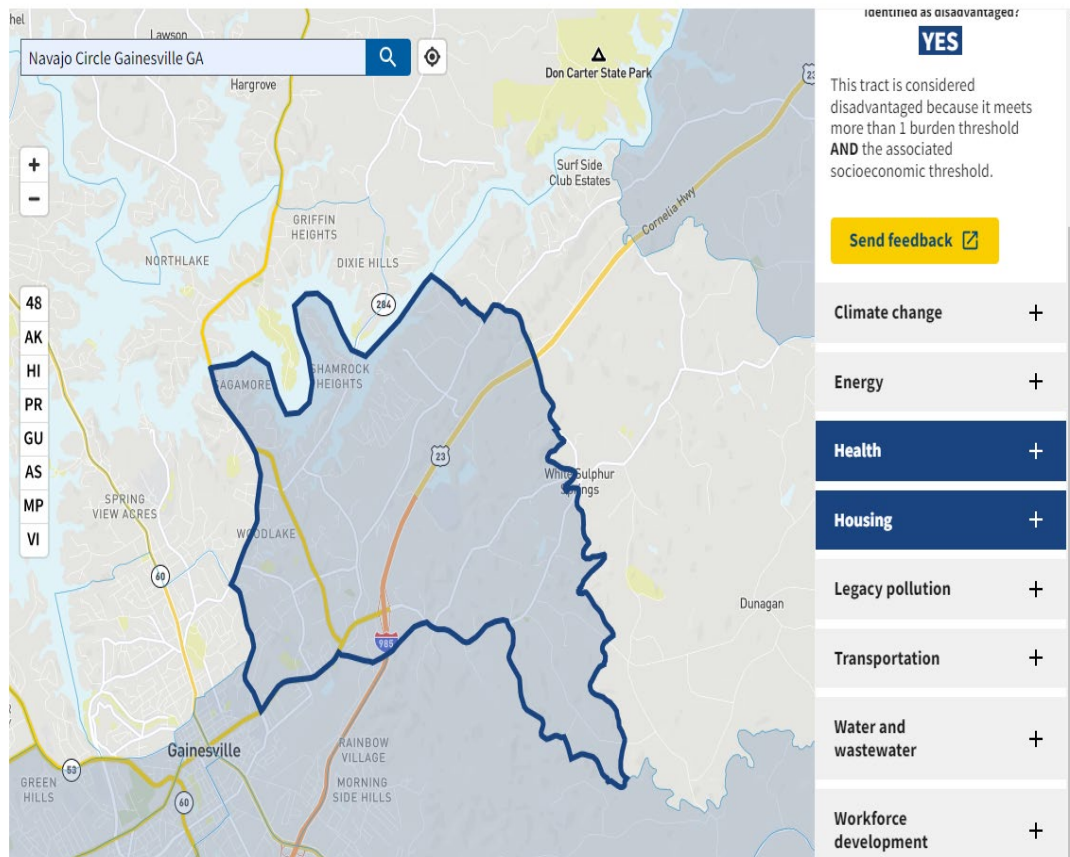 hel
Lawson
Navajo Circle Gainesville GA
Hargrove
Don Carter State Park
23
Surf Side
Club Estates
Cornelia Hwy
+
−
GRIFFIN
HEIGHTS
NORTHLAKE
DIXIE HILLS
284
48
AK
HI
PR
GU
AS
MP
VI
SAGAMORE
SHAMROCK
HEIGHTS
23
White Sulphur
Springs
SPRING
VIEW ACRES
WOODLAKE
60
Dunagan
985
Gainesville
RAINBOW
VILLAGE
53
GREEN
HILLS
60
MORNING
SIDE HILLS
Identified as disadvantaged?
YES
This tract is considered
disadvantaged because it meets
more than 1 burden threshold
AND the associated
socioeconomic threshold.
Send feedback
Climate change +
Energy +
Health +
Housing +
Legacy pollution +
Transportation +
Water and
wastewater +
Workforce
development +